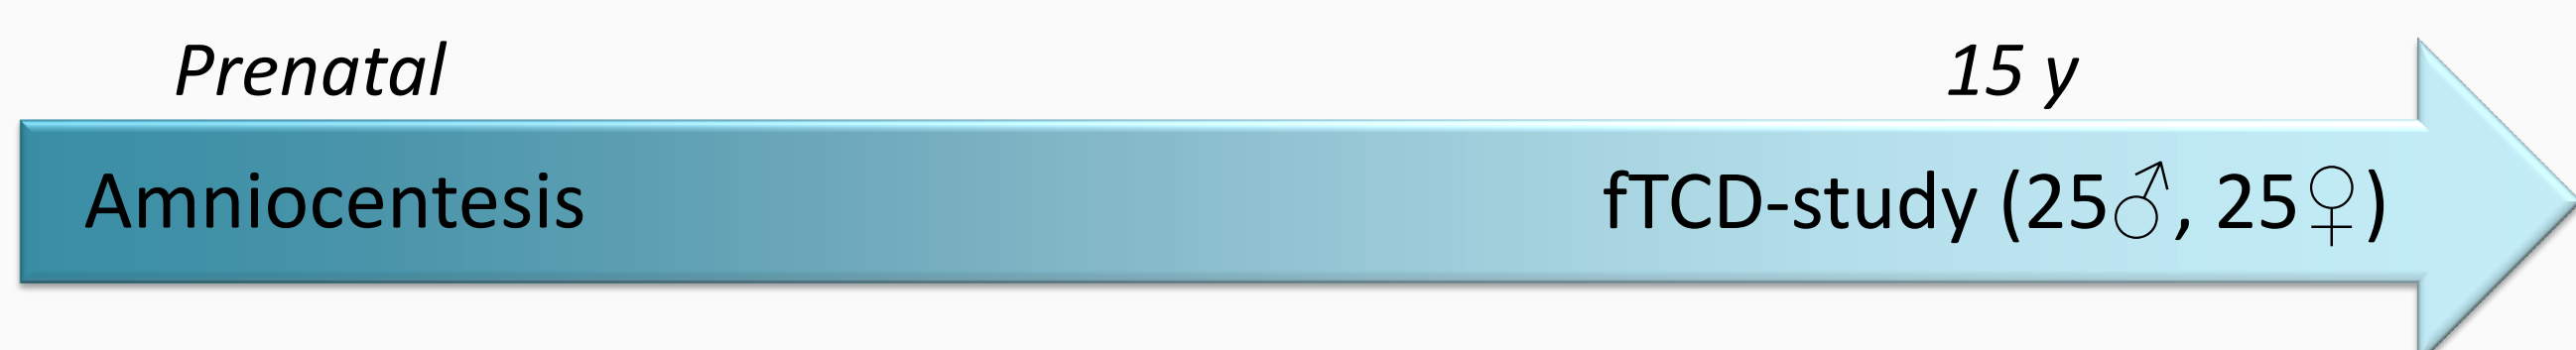 Prenatal 15 y
Amniocentesis fTCD-study (25♂, 25♀)